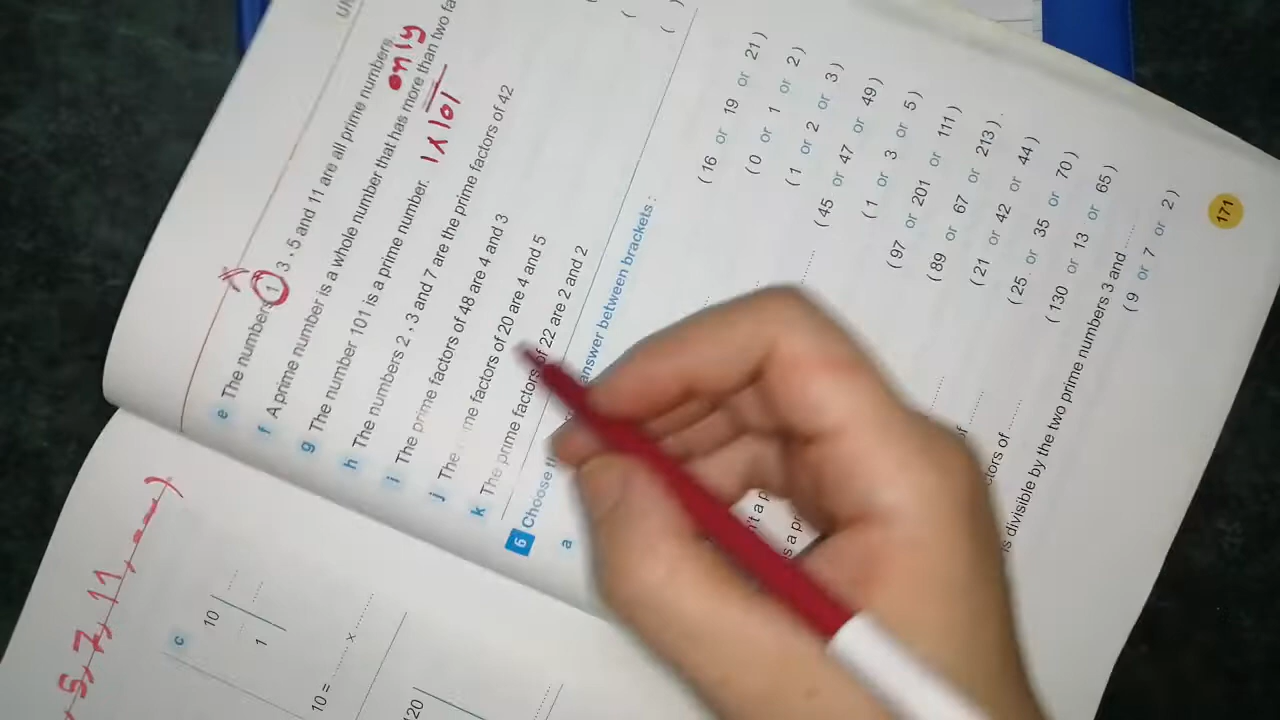 UN
e The numbers 1 3 , 5 and 11 are all prime numbers.
only
f A prime number is a whole number that has more than two fa
g The number 101 is a prime number. 1 x 101
h The numbers 2 , 3 and 7 are the prime factors of 42
i The prime factors of 48 are 4 and 3
j The factors of 20 are 4 and 5
k The prime factors of 22 are 2 and 2
6 Choose answer between brackets :
a
( 16 or 19 or 21 )
( 0 or 1 or 2 )
( 1 or 2 or 3 )
( 45 or 47 or 49 )
( 1 or 3 or 5 )
( 97 or 201 or 111 )
( 89 or 67 or 213 ) .
( 21 or 42 or 44 )
( 25 or 35 or 70 )
( 130 or 13 or 65 )
is divisible by the two prime numbers 3 and ........
( 9 or 7 or 2 )
171
5, 7, 11,
c
10
1
10 = ........ × ........
120